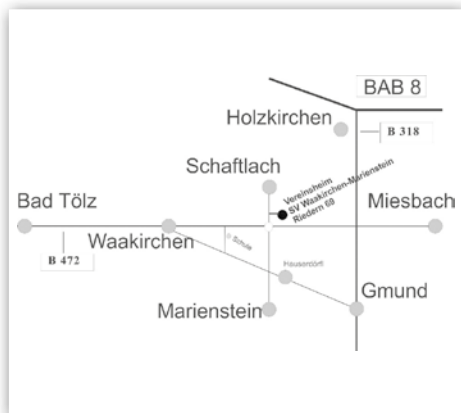 BAB 8
Holzkirchen
B 318
Schaftlach
Vereinsheim
SV Waakirchen-Marienstein
Riedern 69
Bad Tölz
Miesbach
Waakirchen
Schule
B 472
Hauserdörfl
Gmund
Marienstein